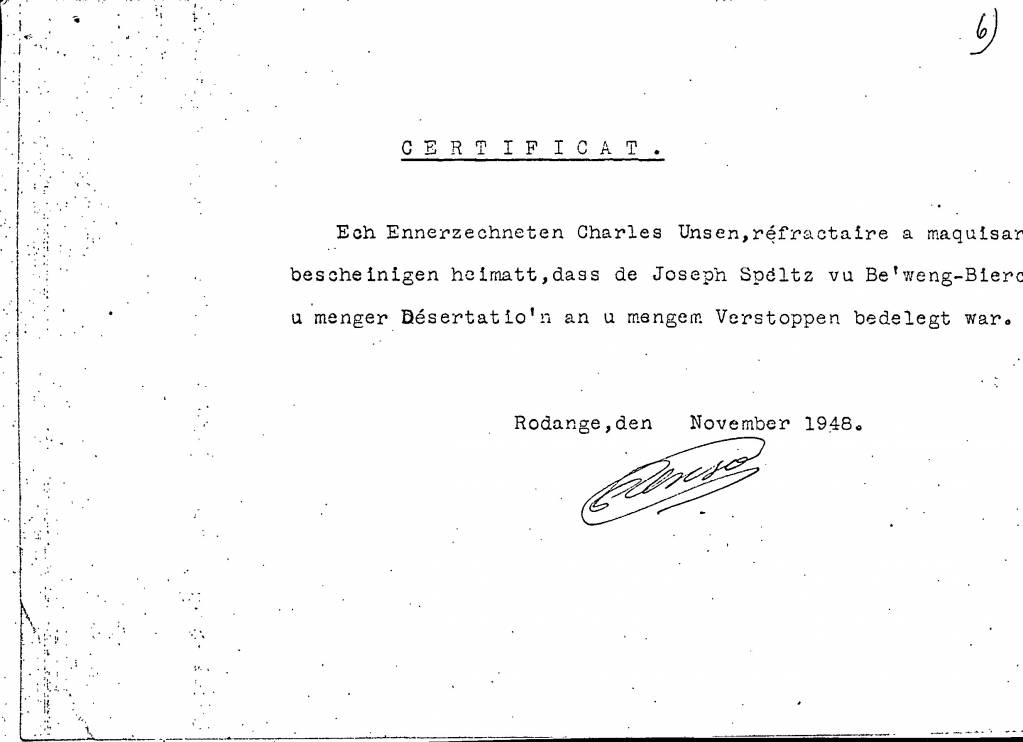 6)
CERTIFICAT.
Ech Ennerzechneten Charles Unsen,réfractaire a maquisar
bescheinigen heimatt,dass de Joseph Spéltz vu Be'weng-Bierc
u menger Désertatio'n an u mengem Verstoppen bedelegt war.
Rodange,den November 1948.